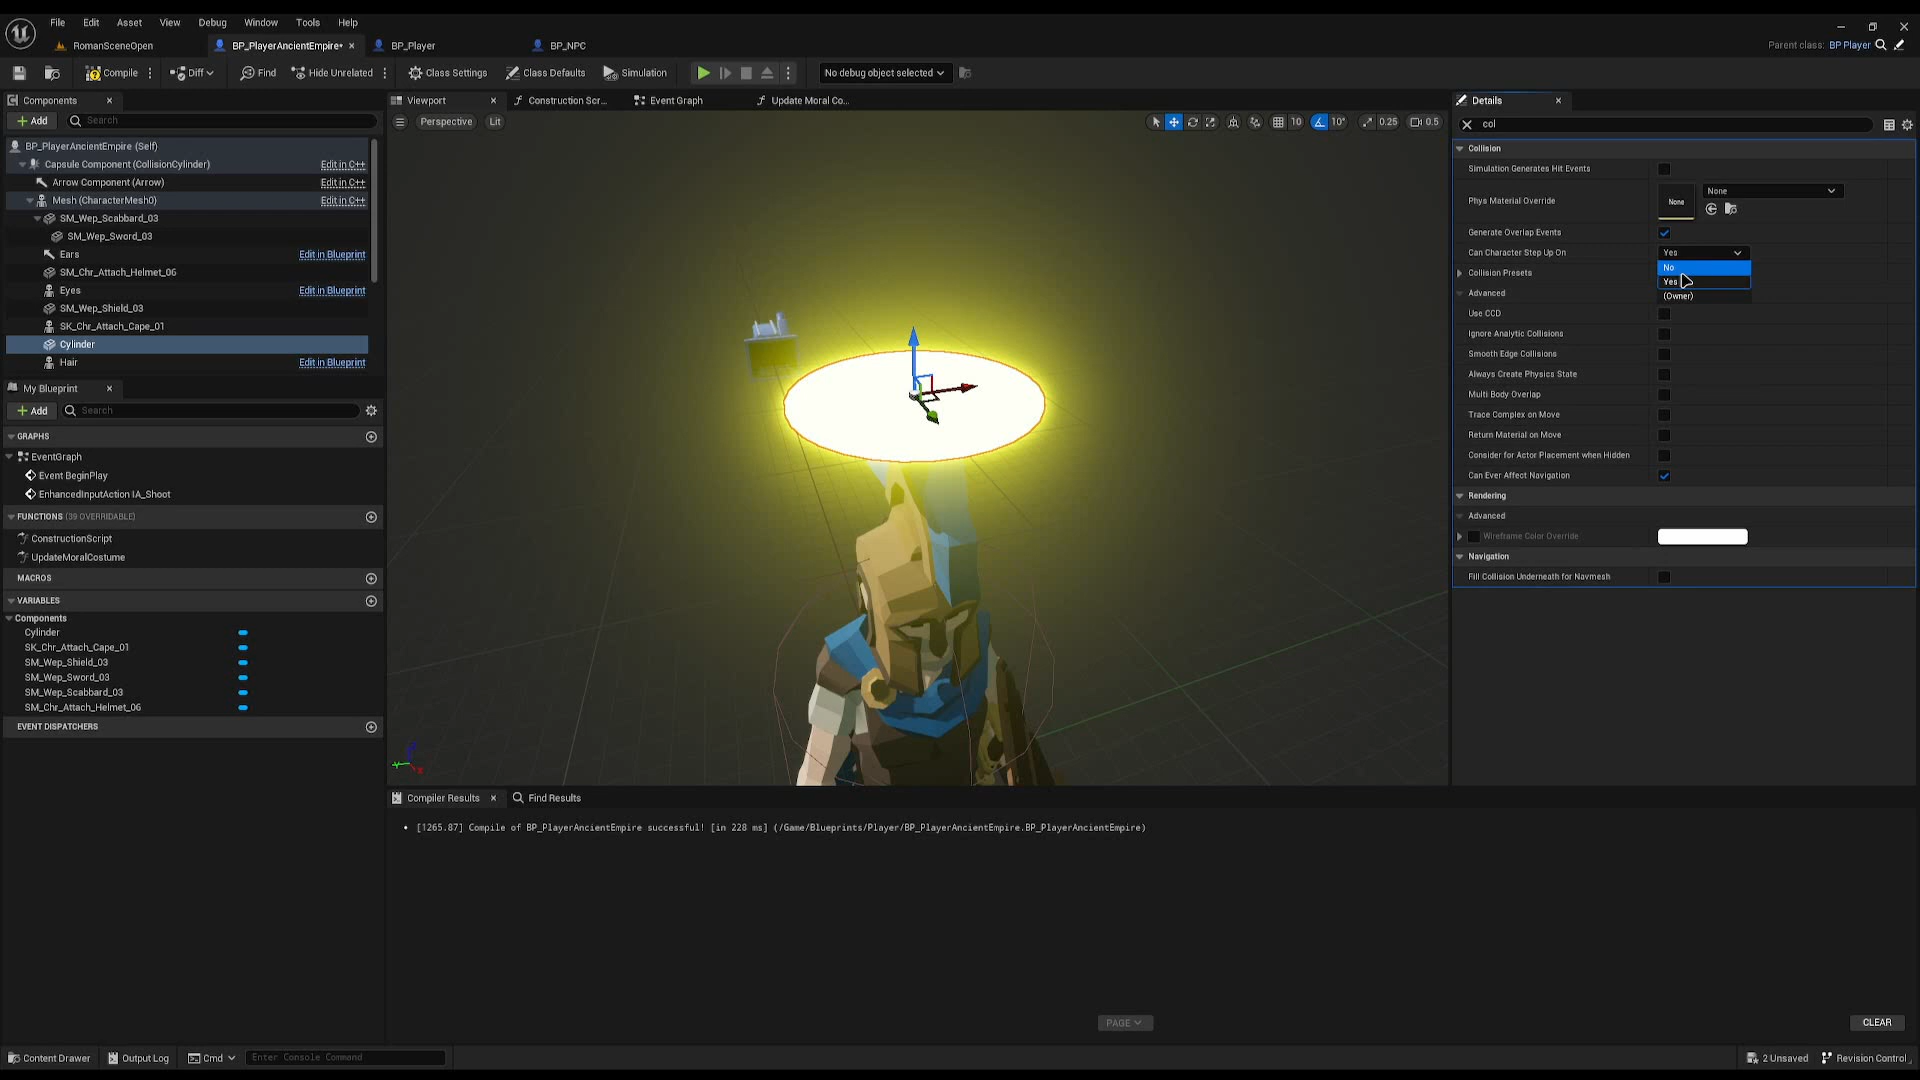 File Edit Asset View Debug Window Tools Help
RomanSceneOpen BP_PlayerAncientEmpire* BP_Player BP_NPC
Parent class: BP Player
Compile Diff Find Hide Unrelated Class Settings Class Defaults Simulation No debug object selected
Components
Add Search
BP_PlayerAncientEmpire (Self)
Capsule Component (CollisionCylinder) Edit in C++
Arrow Component (Arrow) Edit in C++
Mesh (CharacterMesh0) Edit in C++
SM_Wep_Scabbard_03
SM_Wep_Sword_03
Ears Edit in Blueprint
SM_Chr_Attach_Helmet_06
Eyes Edit in Blueprint
SM_Wep_Shield_03
SK_Chr_Attach_Cape_01
Cylinder
Hair Edit in Blueprint
My Blueprint
Add Search
GRAPHS
EventGraph
Event BeginPlay
EnhancedInputAction IA_Shoot
FUNCTIONS (39 OVERRIDABLE)
ConstructionScript
UpdateMoralCostume
MACROS
VARIABLES
Components
Cylinder
SK_Chr_Attach_Cape_01
SM_Wep_Shield_03
SM_Wep_Sword_03
SM_Wep_Scabbard_03
SM_Chr_Attach_Helmet_06
EVENT DISPATCHERS
Viewport Construction Scr... Event Graph Update Moral Co...
Perspective Lit 10 10° 0.25 0.5
Compiler Results Find Results
[1265.87] Compile of BP_PlayerAncientEmpire successful! [in 228 ms] (/Game/Blueprints/Player/BP_PlayerAncientEmpire.BP_PlayerAncientEmpire)
PAGE CLEAR
Details
col
Collision
Simulation Generates Hit Events
Phys Material Override None None
Generate Overlap Events
Can Character Step Up On Yes
No
Collision Presets
Yes
Advanced
(Owner)
Use CCD
Ignore Analytic Collisions
Smooth Edge Collisions
Always Create Physics State
Multi Body Overlap
Trace Complex on Move
Return Material on Move
Consider for Actor Placement when Hidden
Can Ever Affect Navigation
Rendering
Advanced
Wireframe Color Override
Navigation
Fill Collision Underneath for Navmesh
Content Drawer Output Log Cmd Enter Console Command 2 Unsaved Revision Control